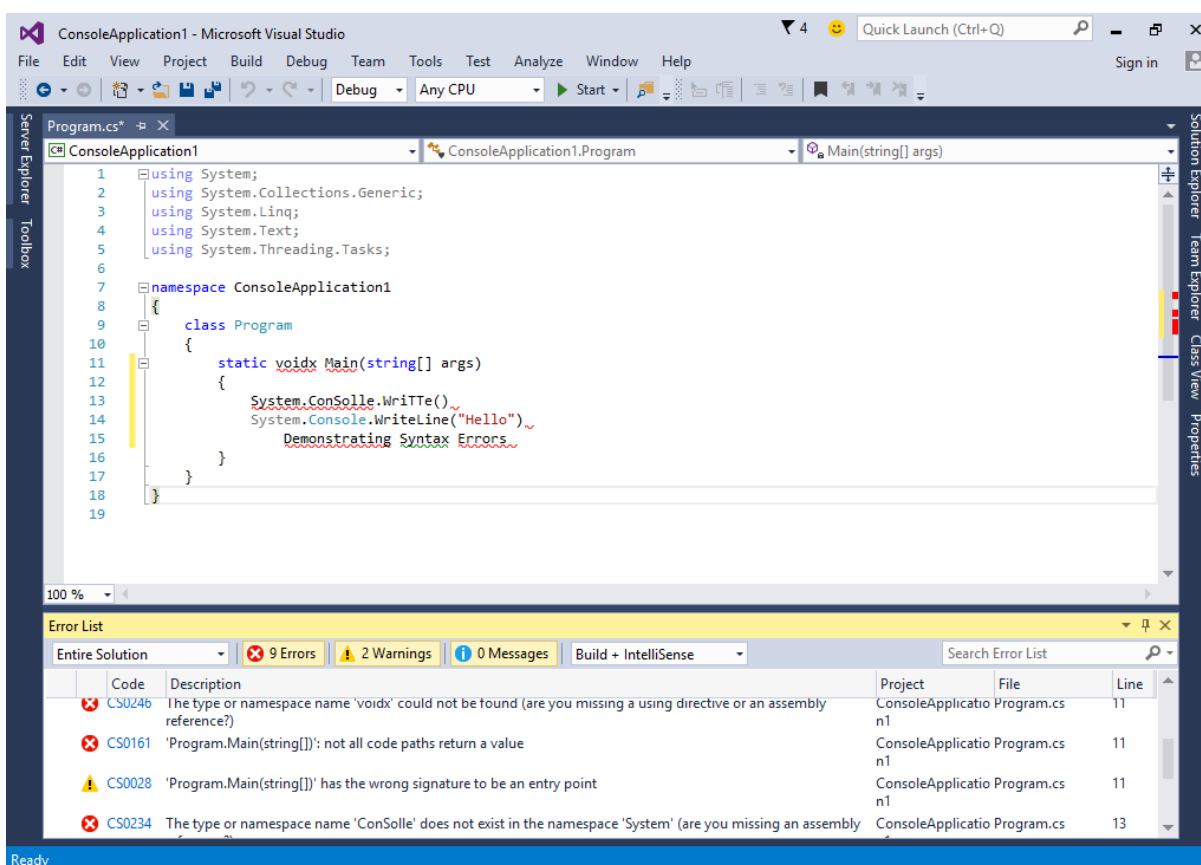 ConsoleApplication1 - Microsoft Visual Studio
4
Quick Launch (Ctrl+Q)
File Edit View Project Build Debug Team Tools Test Analyze Window Help
Sign in
Debug Any CPU Start
Server Explorer
Toolbox
Program.cs*
C# ConsoleApplication1 ConsoleApplication1.Program Main(string[] args)
1 using System;
2 using System.Collections.Generic;
3 using System.Linq;
4 using System.Text;
5 using System.Threading.Tasks;
6
7 namespace ConsoleApplication1
8 {
9 class Program
10 {
11 static voidx Main(string[] args)
12 {
13 System.ConSolle.WriTTe()
14 System.Console.WriteLine("Hello")
15 Demonstrating Syntax Errors
16 }
17 }
18 }
19
Solution Explorer
Team Explorer
Class View
Properties
100 %
Error List
Entire Solution 9 Errors 2 Warnings 0 Messages Build + IntelliSense Search Error List
Code Description Project File Line
CS0246 The type or namespace name 'voidx' could not be found (are you missing a using directive or an assembly ConsoleApplicatio Program.cs 11
reference?) n1
CS0161 'Program.Main(string[])': not all code paths return a value ConsoleApplicatio Program.cs 11
n1
CS0028 'Program.Main(string[])' has the wrong signature to be an entry point ConsoleApplicatio Program.cs 11
n1
CS0234 The type or namespace name 'ConSolle' does not exist in the namespace 'System' (are you missing an assembly ConsoleApplicatio Program.cs 13
Ready